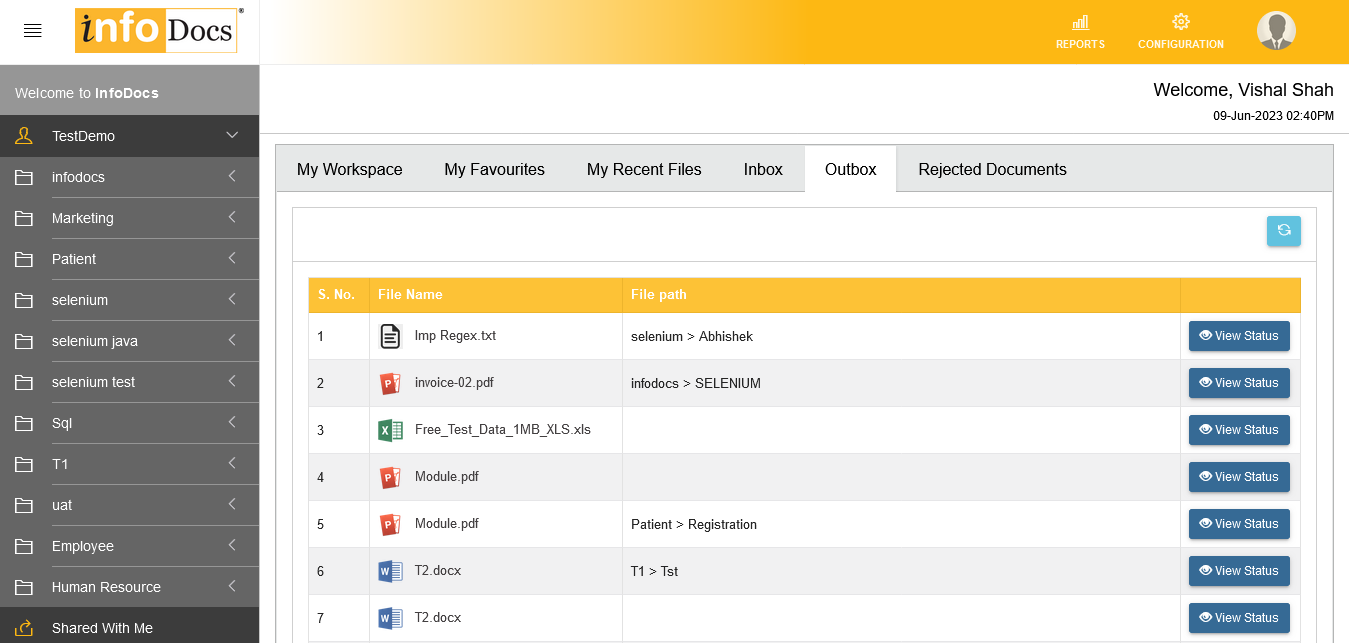 info Docs®
REPORTS
CONFIGURATION
Welcome to InfoDocs
Welcome, Vishal Shah
09-Jun-2023 02:40PM
TestDemo
infodocs
Marketing
Patient
selenium
selenium java
selenium test
Sql
T1
uat
Employee
Human Resource
Shared With Me
My Workspace
My Favourites
My Recent Files
Inbox
Outbox
Rejected Documents
S. No. File Name File path
1 Imp Regex.txt selenium > Abhishek View Status
2 invoice-02.pdf infodocs > SELENIUM View Status
3 Free_Test_Data_1MB_XLS.xls View Status
4 Module.pdf View Status
5 Module.pdf Patient > Registration View Status
6 T2.docx T1 > Tst View Status
7 T2.docx View Status